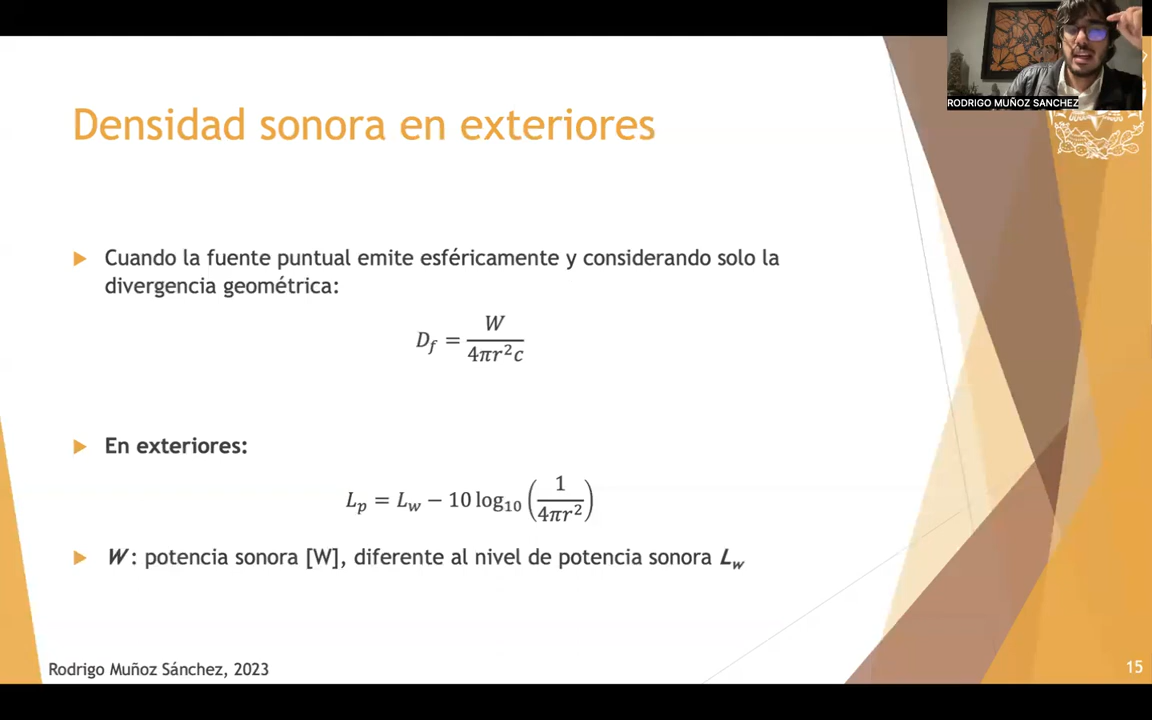 RODRIGO MUÑOZ SANCHEZ
Densidad sonora en exteriores
Cuando la fuente puntual emite esféricamente y considerando solo la
divergencia geométrica:
D_f = W / (4πr²c)
En exteriores:
L_p = L_w − 10 log₁₀ (1 / (4πr²))
W: potencia sonora [W], diferente al nivel de potencia sonora L_w
Rodrigo Muñoz Sánchez, 2023
15